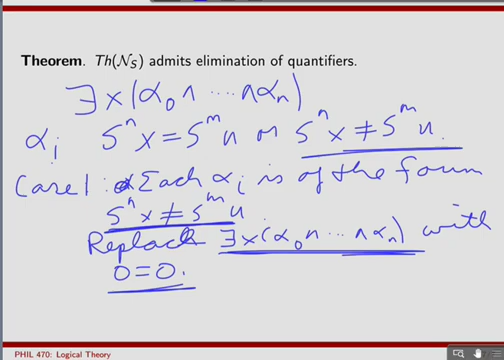 Theorem. Th(𝒩_S) admits elimination of quantifiers.
∃x(α₀ ∧ ⋯ ∧ αₙ)
αᵢ Sⁿx = Sᵐu or Sⁿx ≠ Sᵐu.
Case 1: Each αᵢ is of the form
Sⁿx ≠ Sᵐu
Replace ∃x(α₀ ∧ ⋯ ∧ αₙ) with
0=0.
PHIL 470: Logical Theory